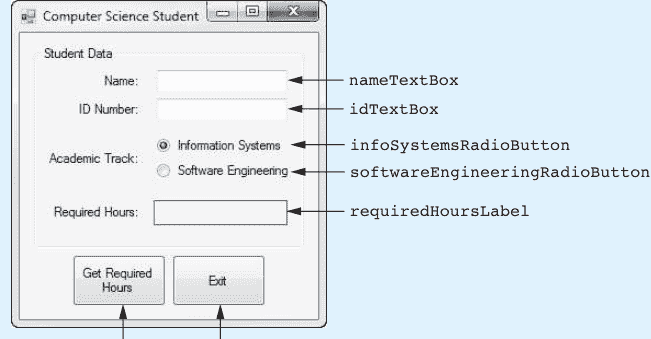 Computer Science Student
Student Data
Name:
nameTextBox
ID Number:
idTextBox
Academic Track:
Information Systems
infoSystemsRadioButton
Software Engineering
softwareEngineeringRadioButton
Required Hours:
requiredHoursLabel
Get Required
Hours
Exit